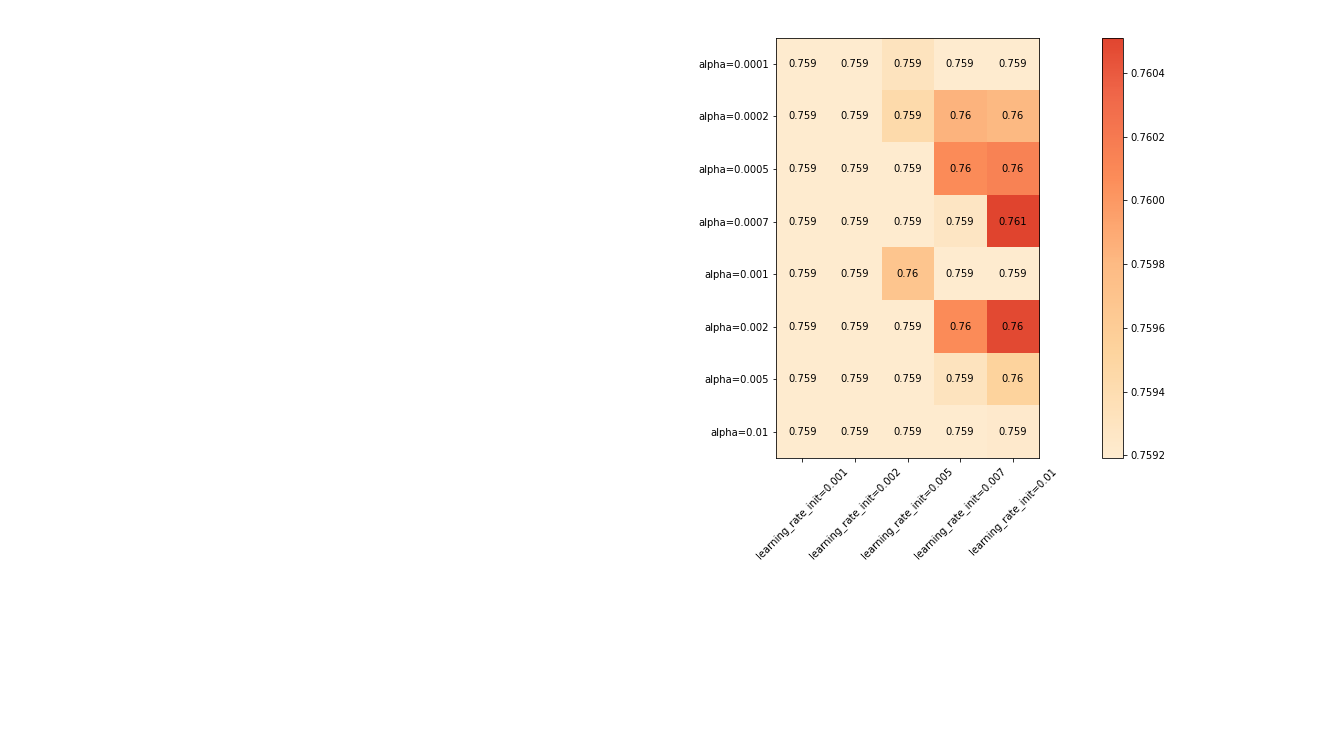 alpha=0.0001 0.759 0.759 0.759 0.759 0.759
0.7604
alpha=0.0002 0.759 0.759 0.759 0.76 0.76
0.7602
alpha=0.0005 0.759 0.759 0.759 0.76 0.76
0.7600
alpha=0.0007 0.759 0.759 0.759 0.759 0.761
0.7598
alpha=0.001 0.759 0.759 0.76 0.759 0.759
alpha=0.002 0.759 0.759 0.759 0.76 0.76
0.7596
alpha=0.005 0.759 0.759 0.759 0.759 0.76
0.7594
alpha=0.01 0.759 0.759 0.759 0.759 0.759
0.7592
learning_rate_init=0.001
learning_rate_init=0.002
learning_rate_init=0.005
learning_rate_init=0.007
learning_rate_init=0.01